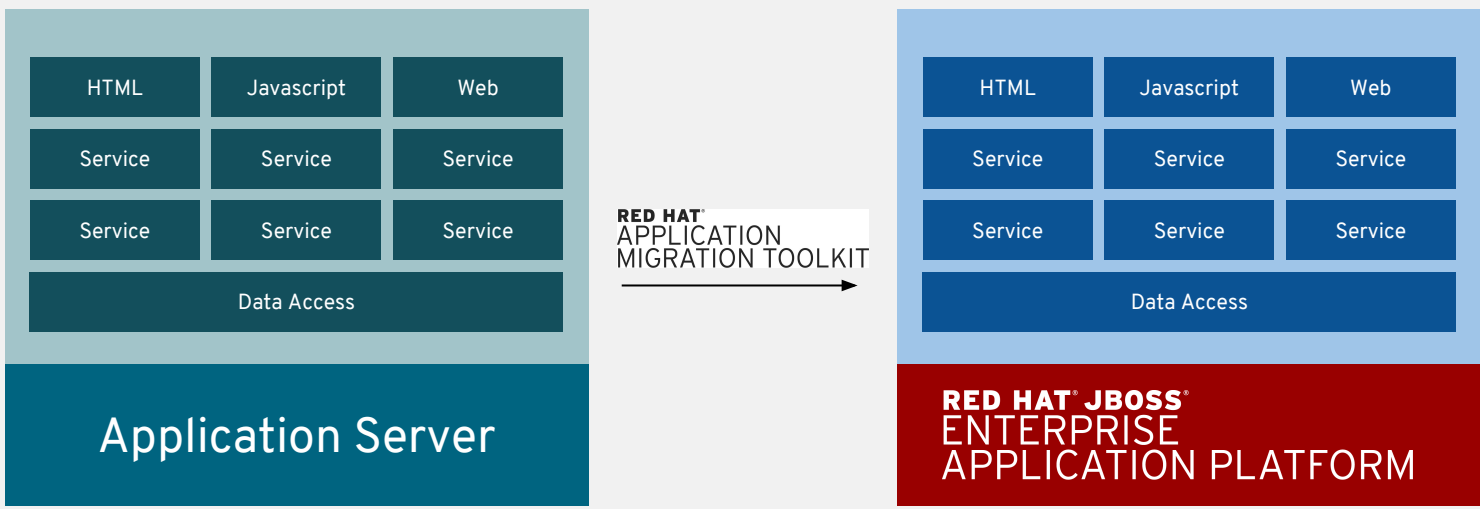 HTML Javascript Web
Service Service Service
Service Service Service
Data Access
Application Server
RED HAT®
APPLICATION
MIGRATION TOOLKIT
HTML Javascript Web
Service Service Service
Service Service Service
Data Access
RED HAT® JBOSS®
ENTERPRISE
APPLICATION PLATFORM